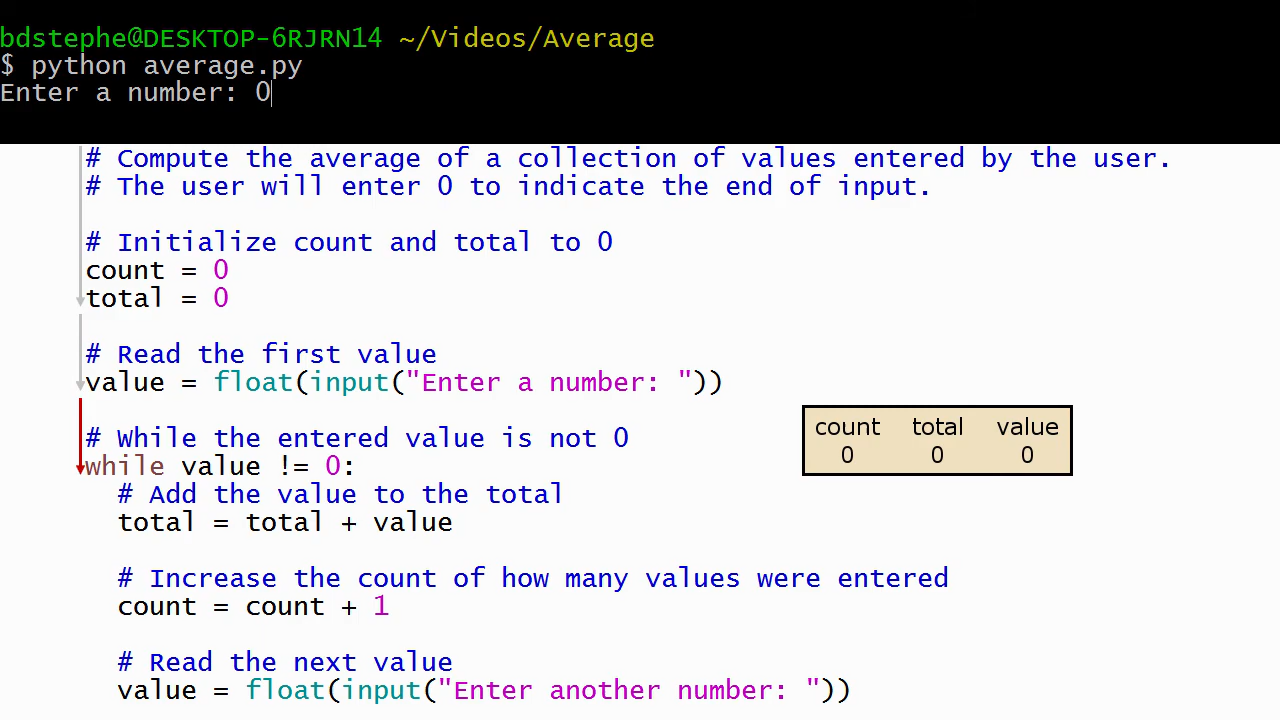 bdstephe@DESKTOP-6RJRN14 ~/Videos/Average
$ python average.py
Enter a number: 0
# Compute the average of a collection of values entered by the user.
# The user will enter 0 to indicate the end of input.
# Initialize count and total to 0
count = 0
total = 0
# Read the first value
value = float(input("Enter a number: "))
# While the entered value is not 0
while value != 0:
# Add the value to the total
total = total + value
# Increase the count of how many values were entered
count = count + 1
# Read the next value
value = float(input("Enter another number: "))
count total value
0 0 0